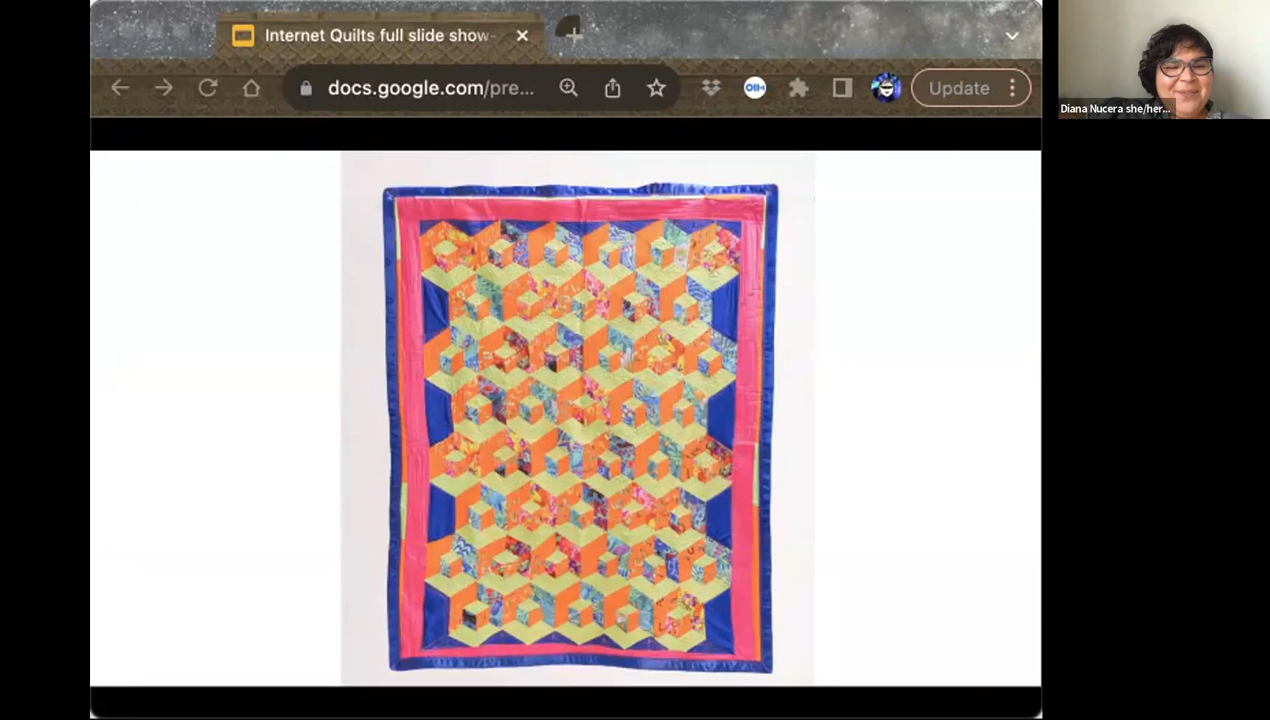 Internet Quilts full slide show-
docs.google.com/pre...
Update
Diana Nucera she/her...